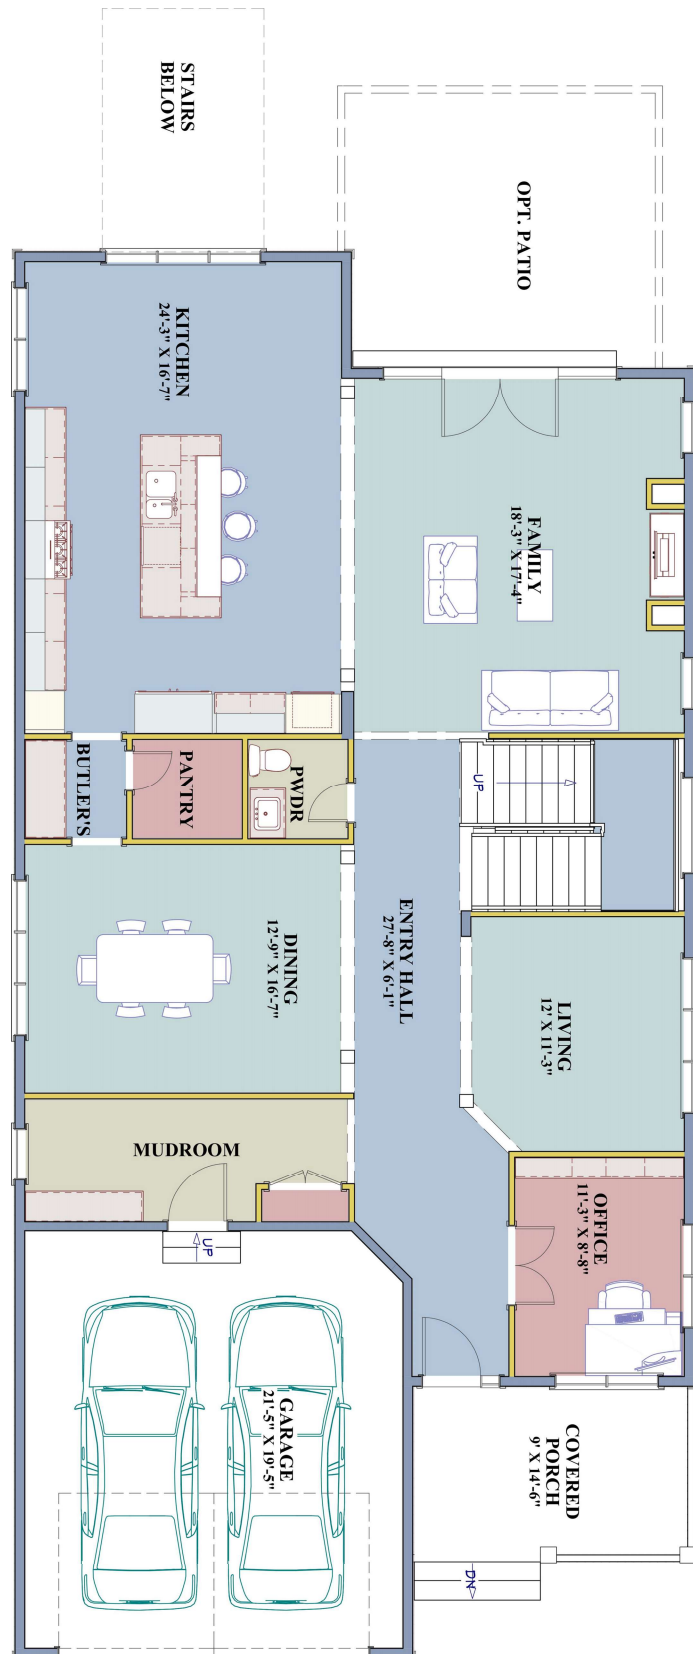 STAIRS
BELOW
OPT. PATIO
KITCHEN
24'-3" X 16'-7"
FAMILY
18'-3" X 17'-4"
BUTLER'S
PANTRY
PWDR
UP
ENTRY HALL
27'-8" X 6'-1"
DINING
12'-9" X 16'-7"
LIVING
12' X 11'-3"
MUDROOM
OFFICE
11'-3" X 8'-8"
UP
GARAGE
21'-5" X 19'-5"
COVERED
PORCH
9' X 14'-6"
DN